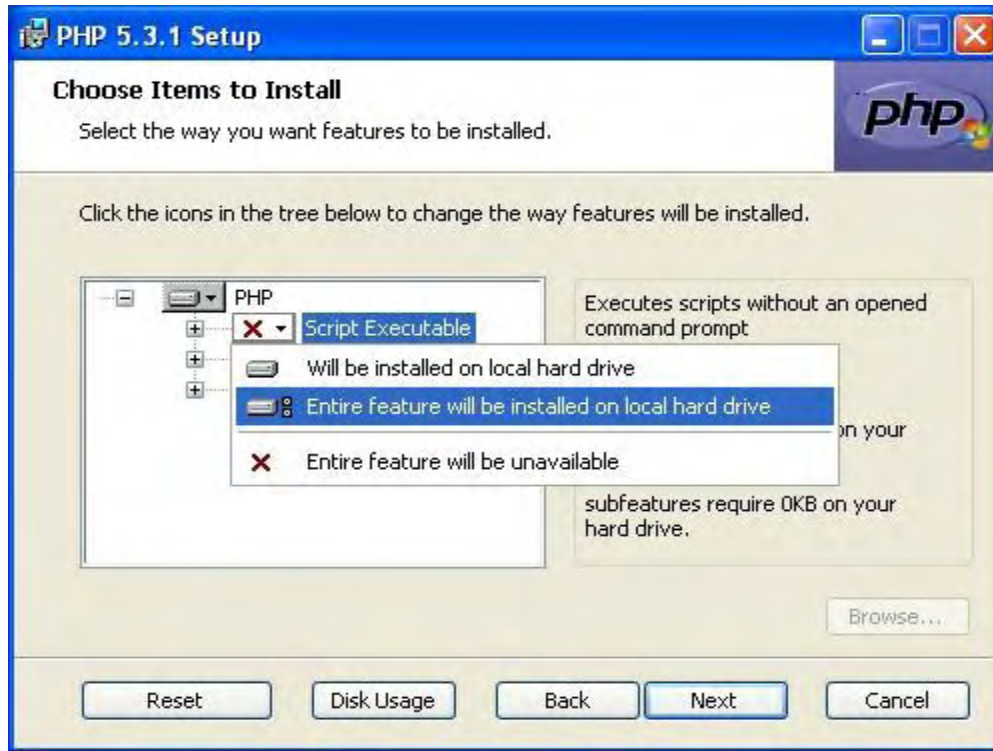 PHP 5.3.1 Setup
Choose Items to Install
Select the way you want features to be installed.
php
Click the icons in the tree below to change the way features will be installed.
PHP
Script Executable
Will be installed on local hard drive
Entire feature will be installed on local hard drive
Entire feature will be unavailable
Executes scripts without an opened
command prompt
on your
subfeatures require 0KB on your
hard drive.
Browse...
Reset
Disk Usage
Back
Next
Cancel